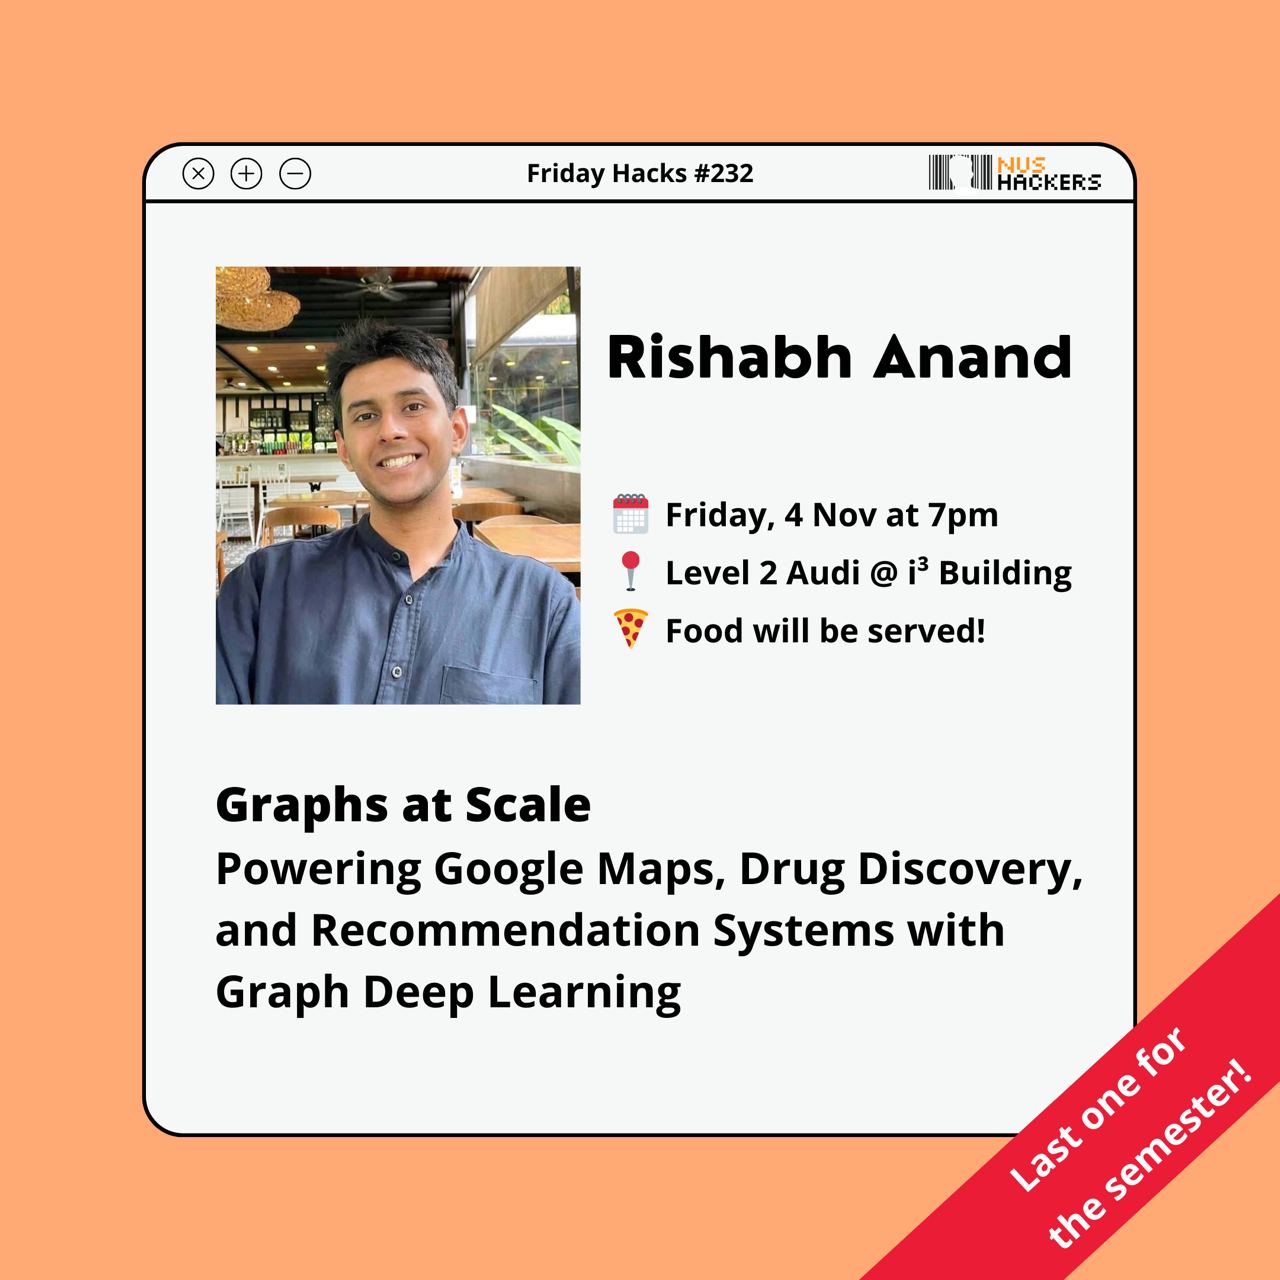 Friday Hacks #232
NUS
HACKERS
Rishabh Anand
Friday, 4 Nov at 7pm
Level 2 Audi @ i³ Building
Food will be served!
Graphs at Scale
Powering Google Maps, Drug Discovery,
and Recommendation Systems with
Graph Deep Learning
Last one for
the semester!